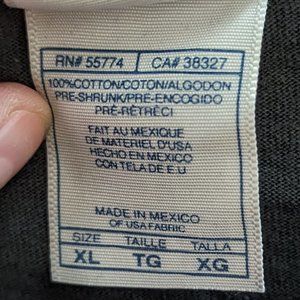 RN# 55774 CA# 38327
100%COTTON/COTON/ALGODON
PRE-SHRUNK/PRE-ENCOGIDO
PRÉ-RÉTRÉCI
FAIT AU MEXIQUE
DE MATERIEL D'USA
HECHO EN MEXICO
CON TELA DE E.U
MADE IN MEXICO
OF USA FABRIC
SIZE TAILLE TALLA
XL TG XG